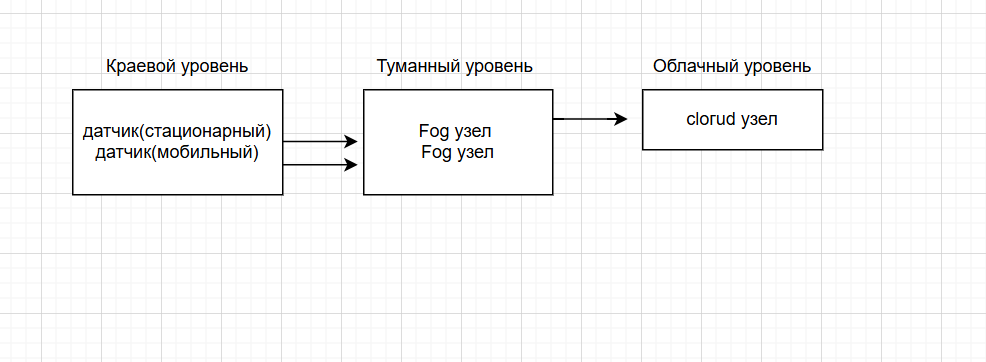 Краевой уровень
Туманный уровень
Облачный уровень
датчик(стационарный)
датчик(мобильный)
Fog узел
Fog узел
clorud узел